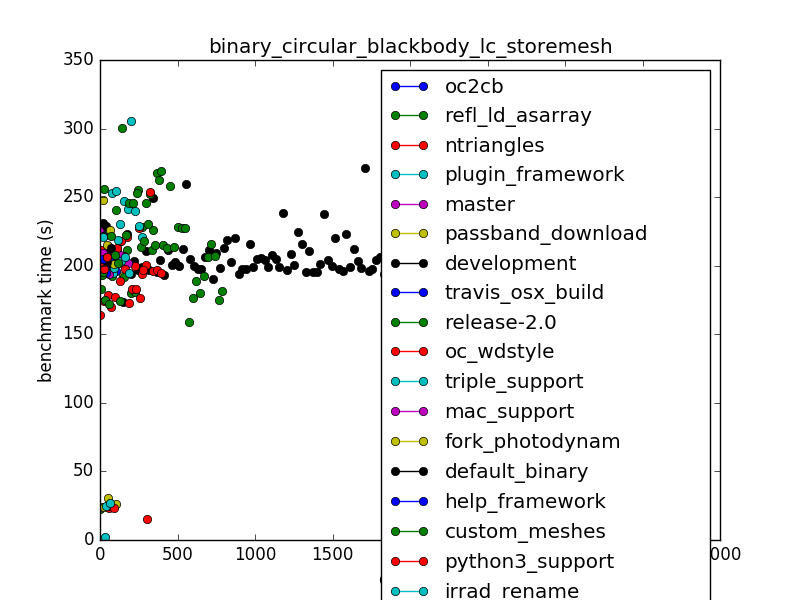 binary_circular_blackbody_lc_storemesh
350
300
250
200
150
100
50
0
benchmark time (s)
0
500
1000
1500
000
oc2cb
refl_ld_asarray
ntriangles
plugin_framework
master
passband_download
development
travis_osx_build
release-2.0
oc_wdstyle
triple_support
mac_support
fork_photodynam
default_binary
help_framework
custom_meshes
python3_support
irrad_rename